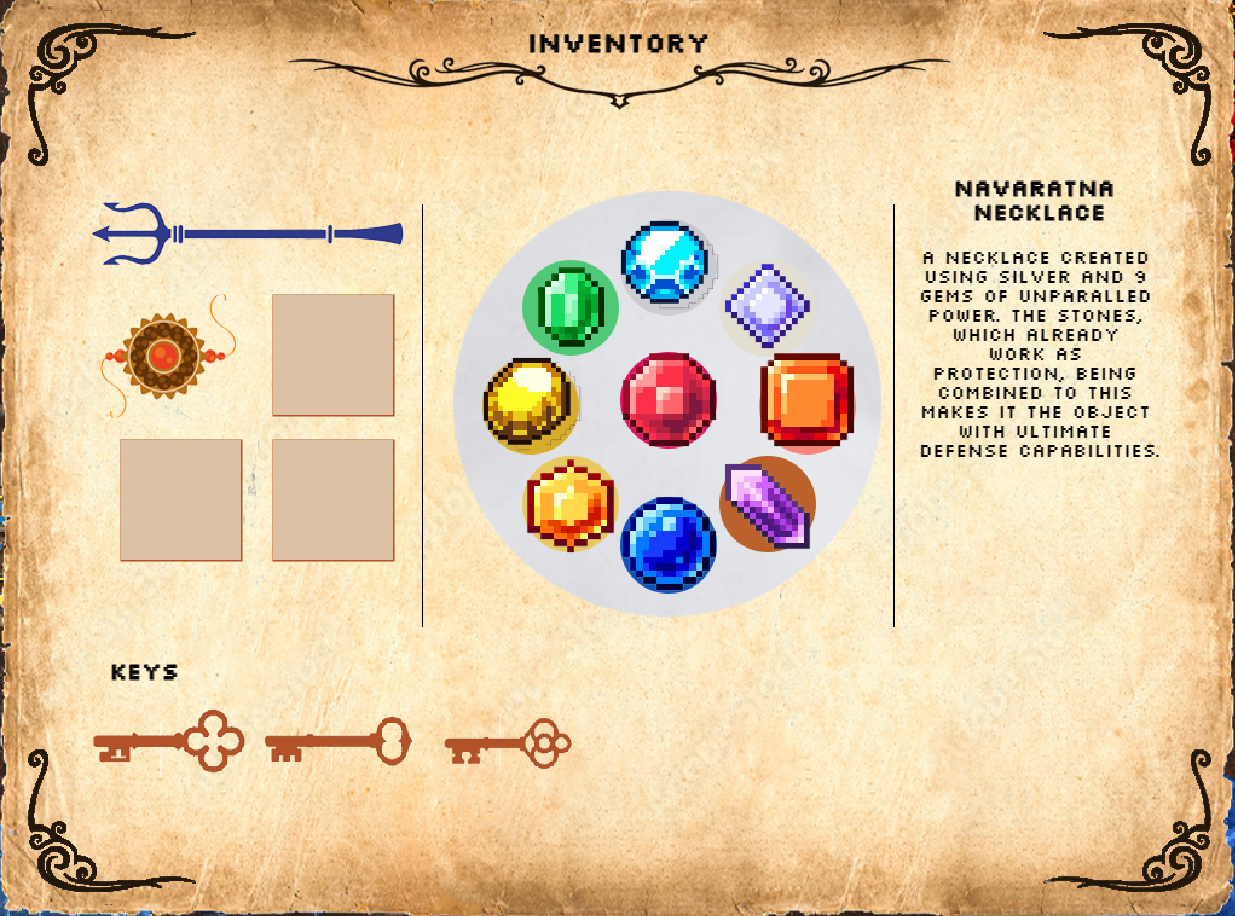 INVENTORY
NAVARATNA
NECKLACE
A NECKLACE CREATED
USING SILVER AND 9
GEMS OF UNPARALLED
POWER. THE STONES,
WHICH ALREADY
WORK AS
PROTECTION, BEING
COMBINED TO THIS
MAKES IT THE OBJECT
WITH ULTIMATE
DEFENSE CAPABILITIES.
KEYS